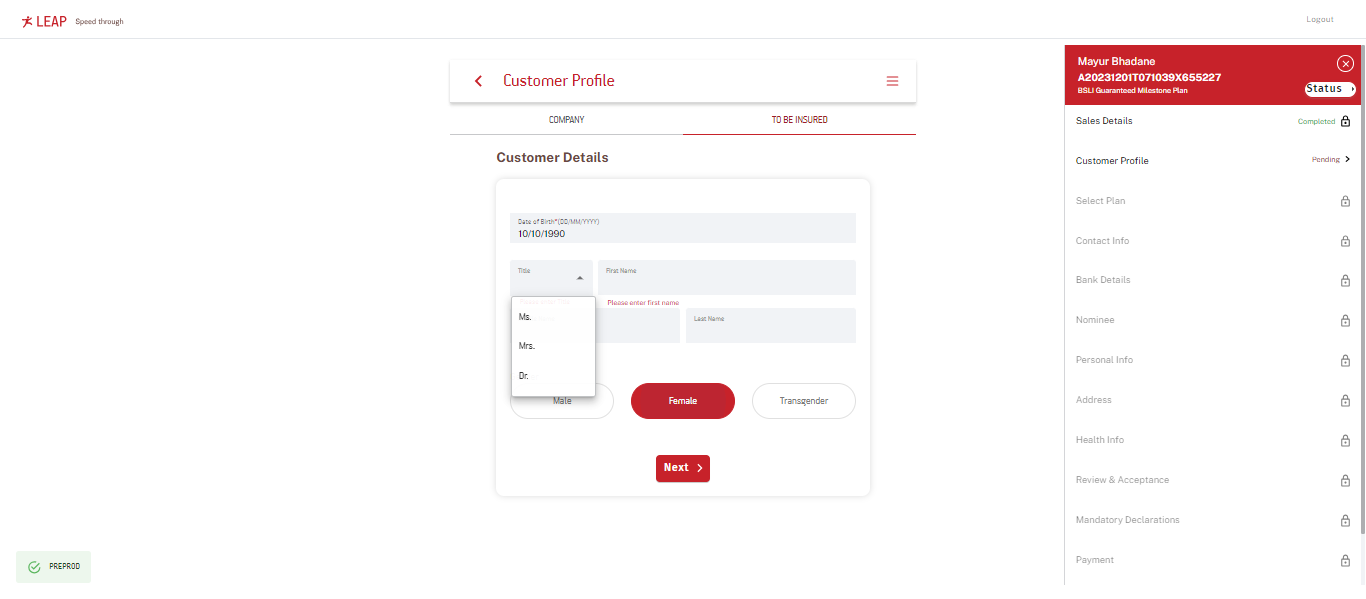 LEAP Speed through
Logout
Customer Profile
COMPANY
TO BE INSURED
Customer Details
Date of Birth*(DD/MM/YYYY)
10/10/1990
Title
First Name
Please enter first name
Last Name
Ms.
Mrs.
Dr.
Male
Female
Transgender
Next
PREPROD
Mayur Bhadane
A20231201T071039X655227
BSLI Guaranteed Milestone Plan
Status
Sales Details Completed
Customer Profile Pending
Select Plan
Contact Info
Bank Details
Nominee
Personal Info
Address
Health Info
Review & Acceptance
Mandatory Declarations
Payment